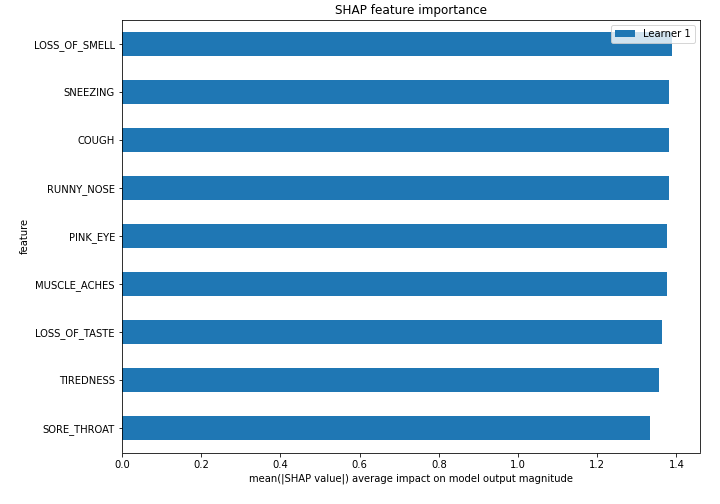 SHAP feature importance
Learner 1
LOSS_OF_SMELL
SNEEZING
COUGH
RUNNY_NOSE
PINK_EYE
MUSCLE_ACHES
LOSS_OF_TASTE
TIREDNESS
SORE_THROAT
feature
0.0 0.2 0.4 0.6 0.8 1.0 1.2 1.4
mean(|SHAP value|) average impact on model output magnitude